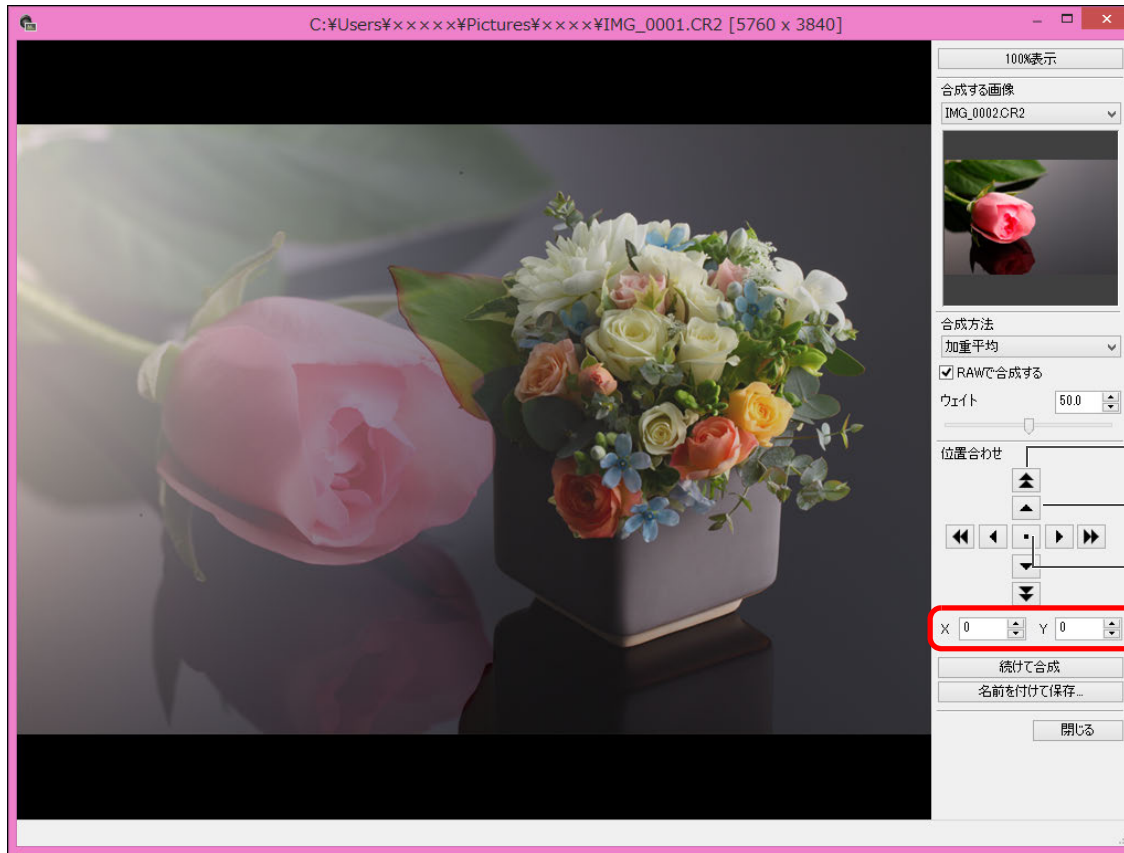 C:¥Users¥×××××¥Pictures¥××××¥IMG_0001.CR2 [5760 x 3840]
100%表示
合成する画像
IMG_0002.CR2
合成方法
加重平均
RAWで合成する
ウェイト 50.0
位置合わせ
X 0 Y 0
続けて合成
名前を付けて保存...
閉じる